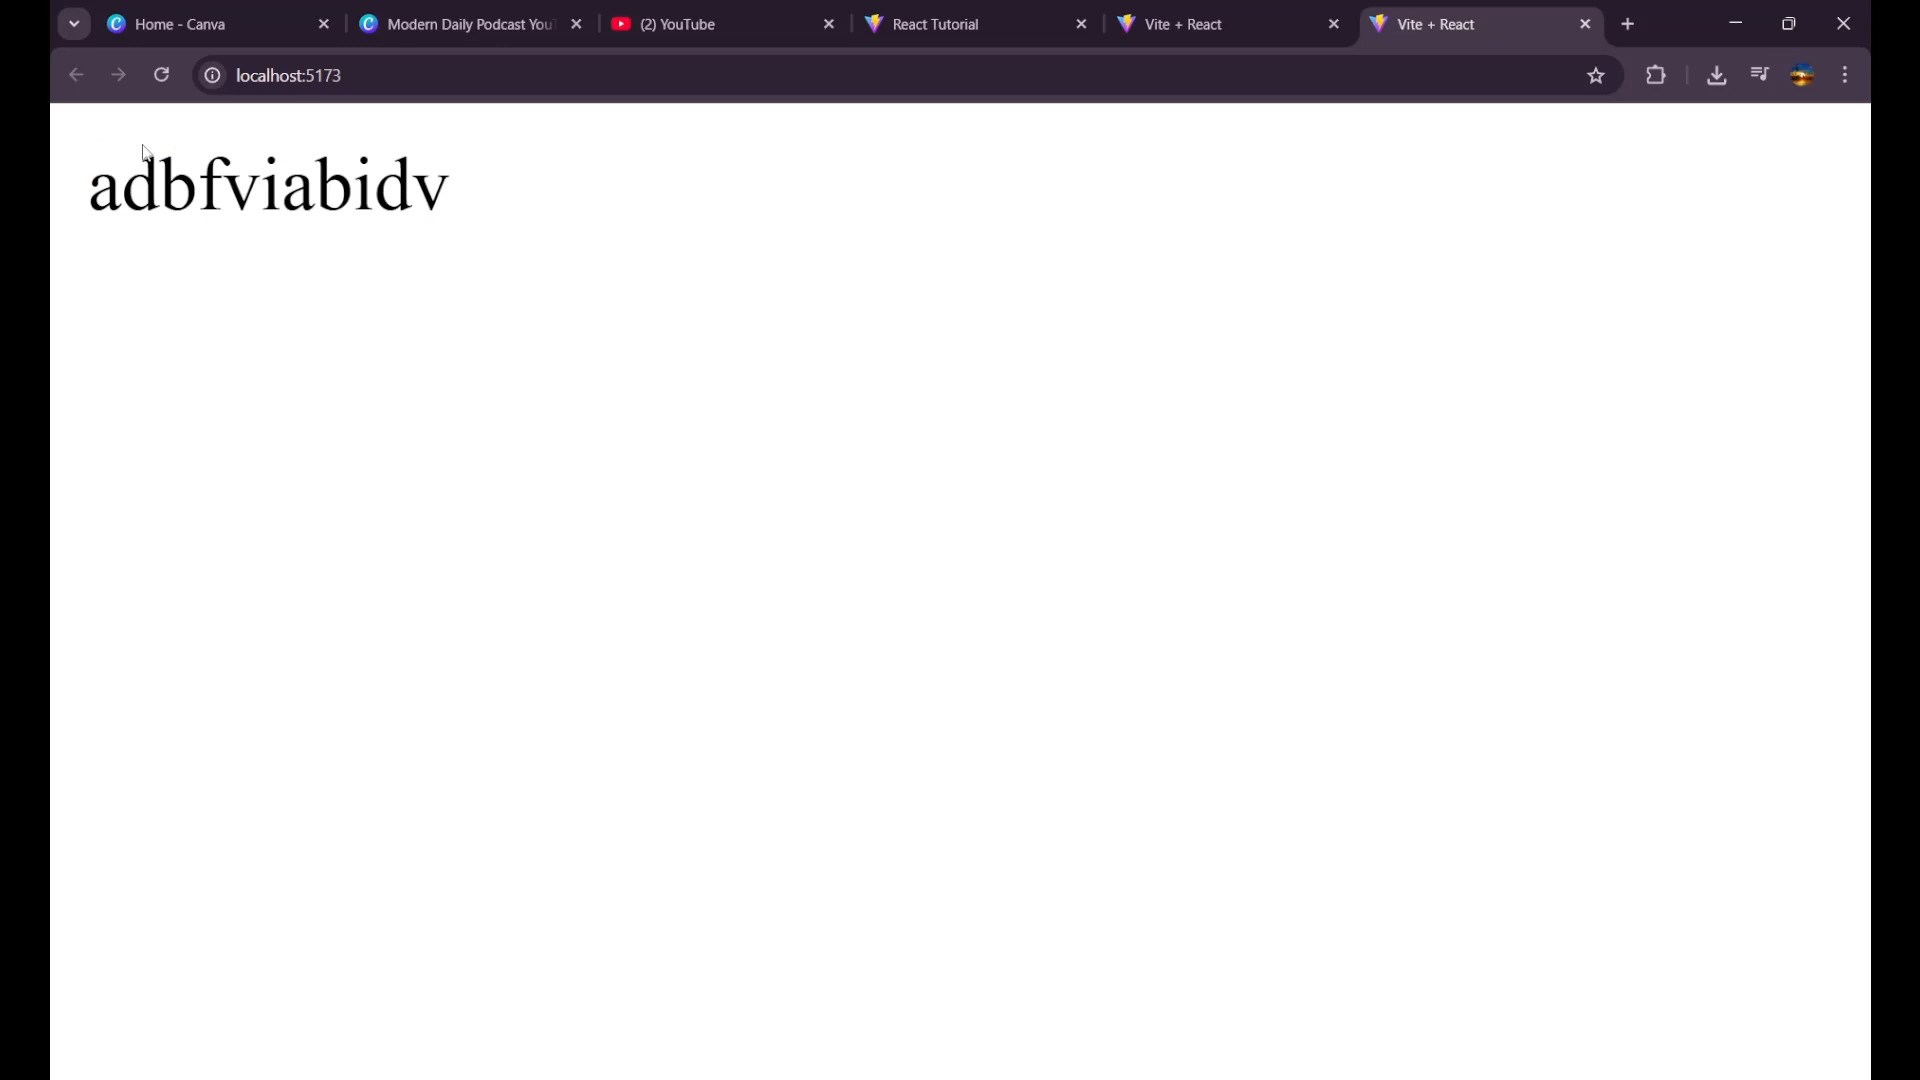 Home - Canva
Modern Daily Podcast You
(2) YouTube
React Tutorial
Vite + React
Vite + React
localhost:5173
adbfviabidv